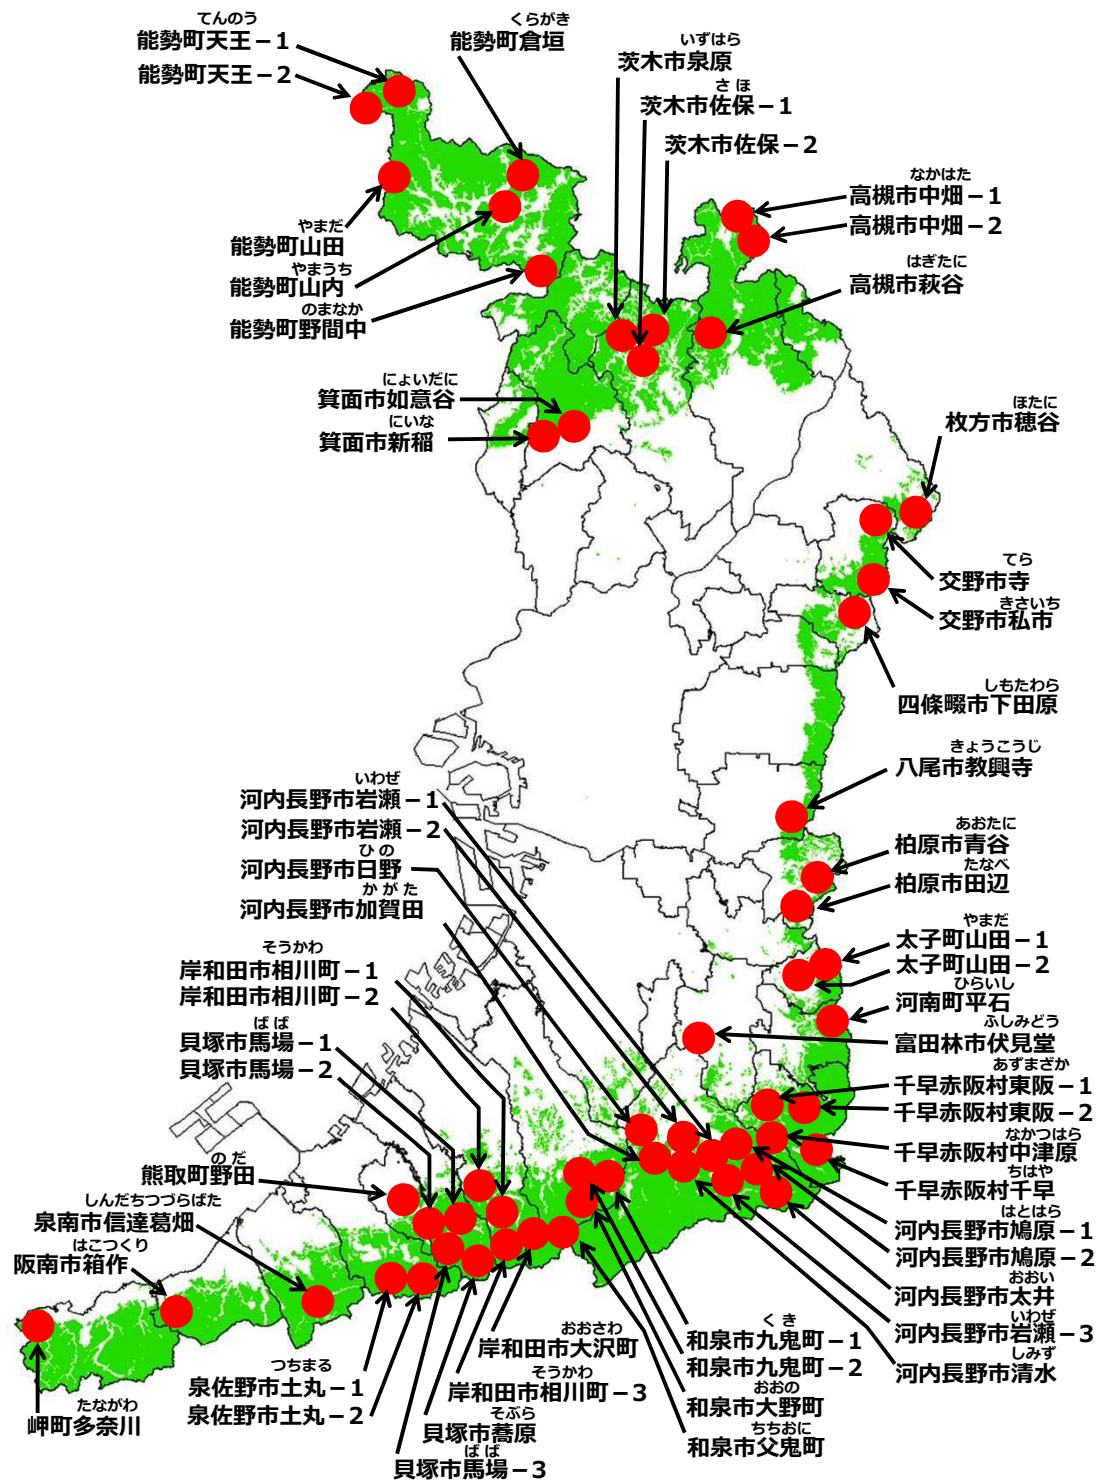 てんのう
能勢町天王−1
能勢町天王−2
くらがき
能勢町倉垣
いずはら
茨木市泉原
さほ
茨木市佐保−1
茨木市佐保−2
なかはた
高槻市中畑−1
高槻市中畑−2
はぎたに
高槻市萩谷
やまだ
能勢町山田
やまうち
能勢町山内
のまなか
能勢町野間中
にょいだに
箕面市如意谷
にいな
箕面市新稲
ほたに
枚方市穂谷
てら
交野市寺
きさいち
交野市私市
しもたわら
四條畷市下田原
きょうこうじ
八尾市教興寺
あおたに
柏原市青谷
たなべ
柏原市田辺
やまだ
太子町山田−1
太子町山田−2
ひらいし
河南町平石
ふしみどう
富田林市伏見堂
あずまざか
千早赤阪村東阪−1
千早赤阪村東阪−2
なかつはら
千早赤阪村中津原
ちはや
千早赤阪村千早
はとはら
河内長野市鳩原−1
河内長野市鳩原−2
おおい
河内長野市太井
いわぜ
河内長野市岩瀬−3
しみず
河内長野市清水
いわぜ
河内長野市岩瀬−1
河内長野市岩瀬−2
ひの
河内長野市日野
かがた
河内長野市加賀田
そうかわ
岸和田市相川町−1
岸和田市相川町−2
ばば
貝塚市馬場−1
貝塚市馬場−2
のだ
熊取町野田
しんだちつづらばた
泉南市信達葛畑
はこつくり
阪南市箱作
たながわ
岬町多奈川
つちまる
泉佐野市土丸−1
泉佐野市土丸−2
おおさわ
岸和田市大沢町
そうかわ
岸和田市相川町−3
そぶら
貝塚市蕎原
ばば
貝塚市馬場−3
くき
和泉市九鬼町−1
和泉市九鬼町−2
おおの
和泉市大野町
ちちおに
和泉市父鬼町